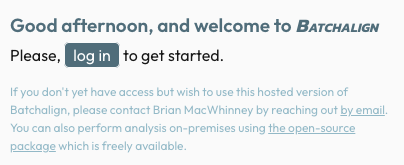 Good afternoon, and welcome to BATCHALIGN
Please, log in to get started.
If you don't yet have access but wish to use this hosted version of
Batchalign, please contact Brian MacWhinney by reaching out by email.
You can also perform analysis on-premises using the open-source
package which is freely available.